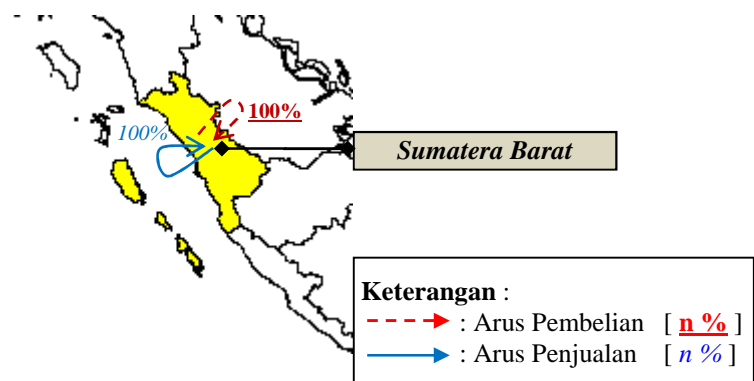 100%
100%
Sumatera Barat
Keterangan :
: Arus Pembelian [ n % ]
: Arus Penjualan [ n % ]